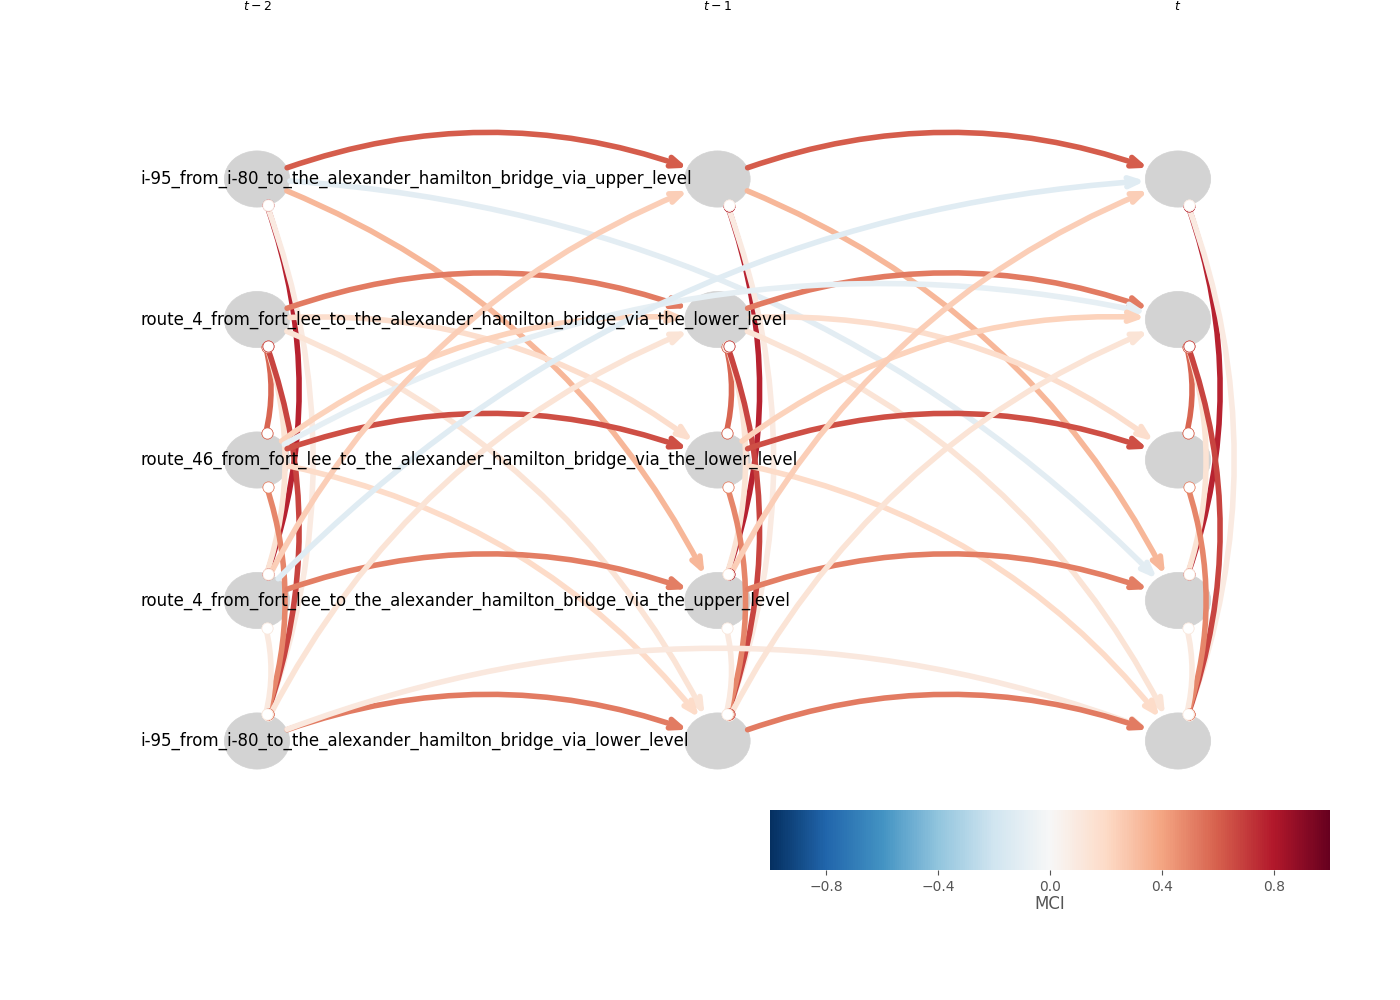 t − 2 t − 1 t
i-95_from_i-80_to_the_alexander_hamilton_bridge_via_upper_level
route_4_from_fort_lee_to_the_alexander_hamilton_bridge_via_the_lower_level
route_46_from_fort_lee_to_the_alexander_hamilton_bridge_via_the_lower_level
route_4_from_fort_lee_to_the_alexander_hamilton_bridge_via_the_upper_level
i-95_from_i-80_to_the_alexander_hamilton_bridge_via_lower_level
−0.8 −0.4 0.0 0.4 0.8
MCI